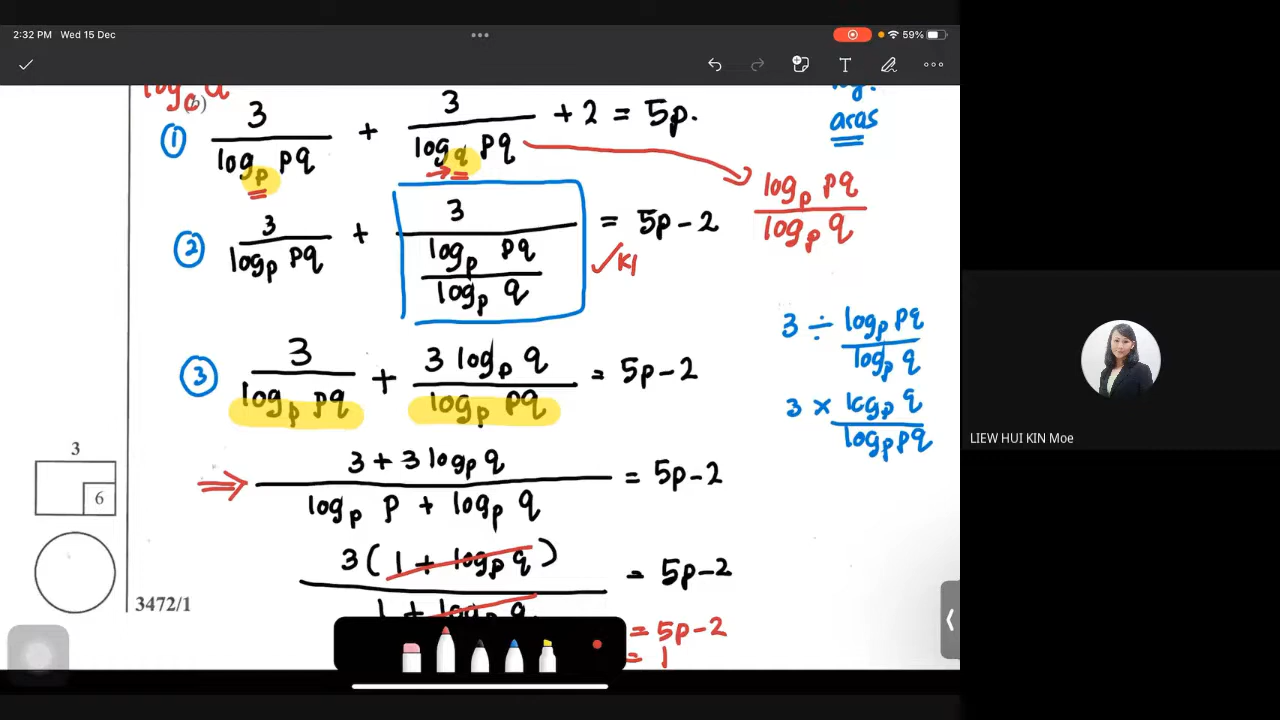 2:32 PM Wed 15 Dec
59%
b)
① 3/(log_p pq) + 3/(log_q pq) + 2 = 5p.
aras
(log_p pq)/(log_p q)
② 3/(log_p pq) + 3/((log_p pq)/(log_p q)) = 5p - 2
✓K1
3 ÷ (log_p pq)/(log_p q)
③ 3/(log_p pq) + (3 log_p q)/(log_p pq) = 5p - 2
3 × (log_p q)/(log_p pq)
LIEW HUI KIN Moe
3
6
⇒ (3 + 3 log_p q)/(log_p p + log_p q) = 5p - 2
3(1 + log_p q)/(1 + log_p q) = 5p - 2
3472/1
= 5p - 2
= 1